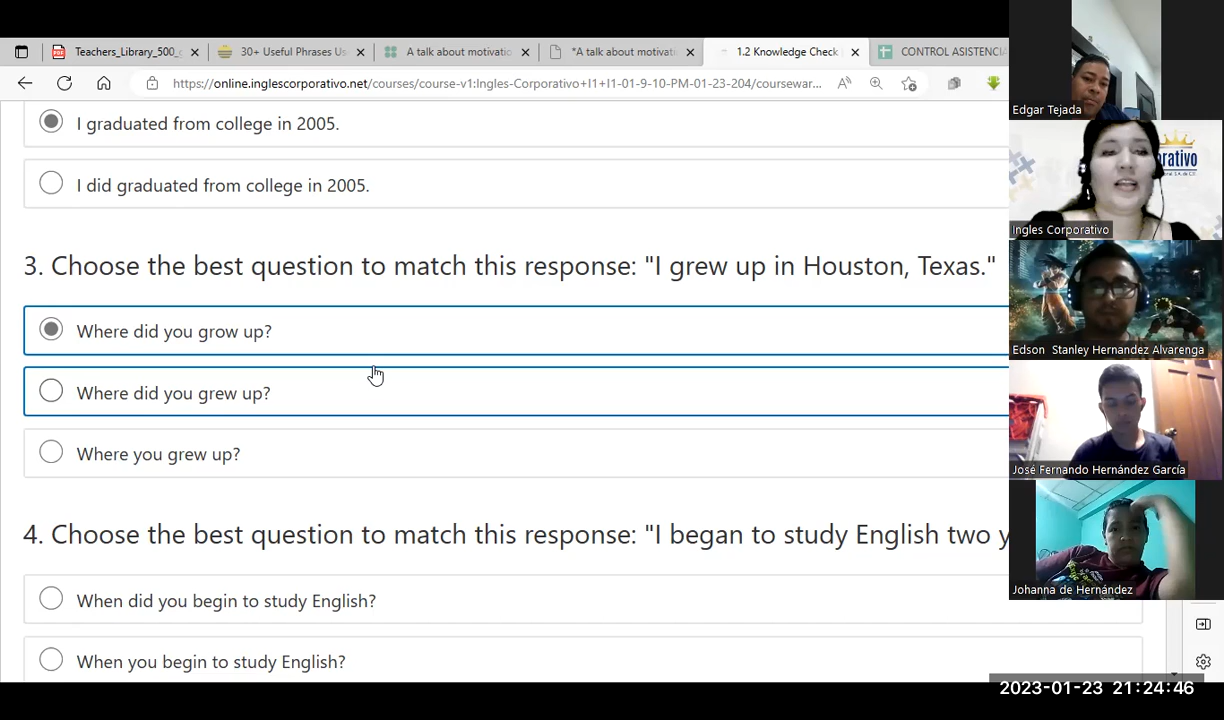 Teachers_Library_500_
30+ Useful Phrases Us
A talk about motivatio
*A talk about motivati
1.2 Knowledge Check
CONTROL ASISTENCIA
https://online.inglescorporativo.net/courses/course-v1:Ingles-Corporativo+I1+I1-01-9-10-PM-01-23-204/coursewar...
I graduated from college in 2005.
I did graduated from college in 2005.
3. Choose the best question to match this response: "I grew up in Houston, Texas."
Where did you grow up?
Where did you grew up?
Where you grew up?
4. Choose the best question to match this response: "I began to study English two y
When did you begin to study English?
When you begin to study English?
Edgar Tejada
orativo
Ingles Corporativo
Edson Stanley Hernandez Alvarenga
José Fernando Hernández García
Johanna de Hernández
2023-01-23 21:24:46